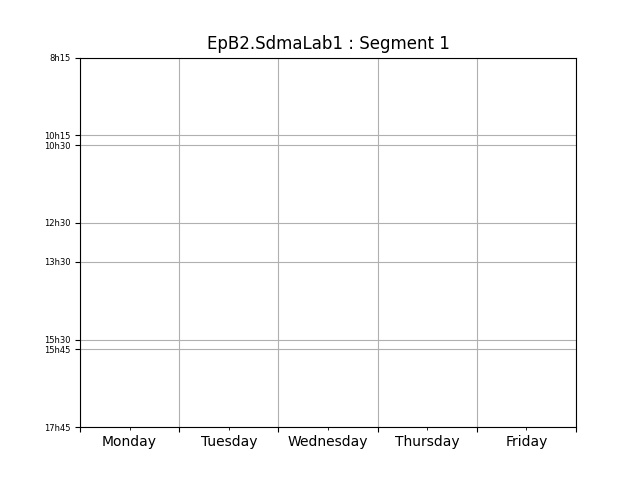 EpB2.SdmaLab1 : Segment 1
8h15
10h15
10h30
12h30
13h30
15h30
15h45
17h45
Monday Tuesday Wednesday Thursday Friday